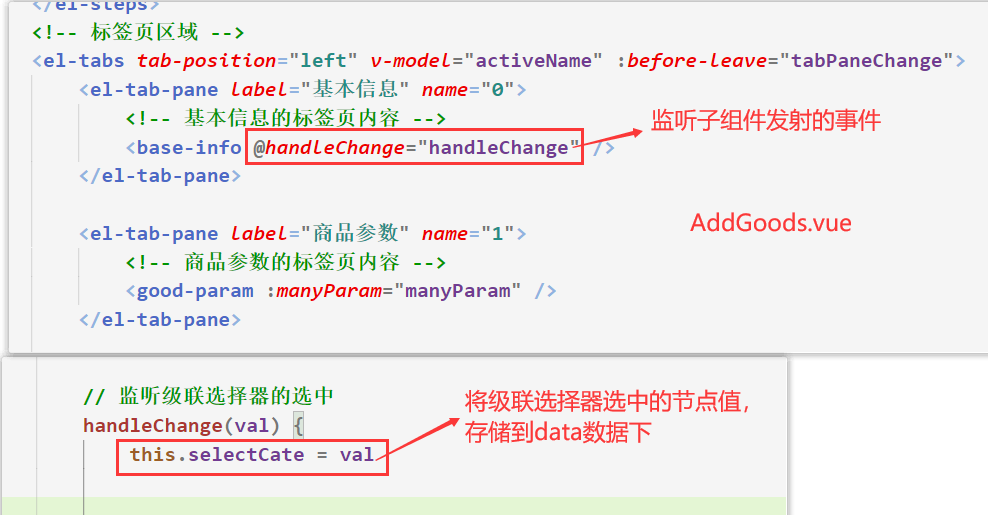 </el-steps>
<!-- 标签页区域 -->
<el-tabs tab-position="left" v-model="activeName" :before-leave="tabPaneChange">
<el-tab-pane label="基本信息" name="0">
<!-- 基本信息的标签页内容 -->
<base-info @handleChange="handleChange" />
监听子组件发射的事件
</el-tab-pane>
AddGoods.vue
<el-tab-pane label="商品参数" name="1">
<!-- 商品参数的标签页内容 -->
<good-param :manyParam="manyParam" />
</el-tab-pane>
// 监听级联选择器的选中
handleChange(val) {
this.selectCate = val
将级联选择器选中的节点值，
存储到data数据下